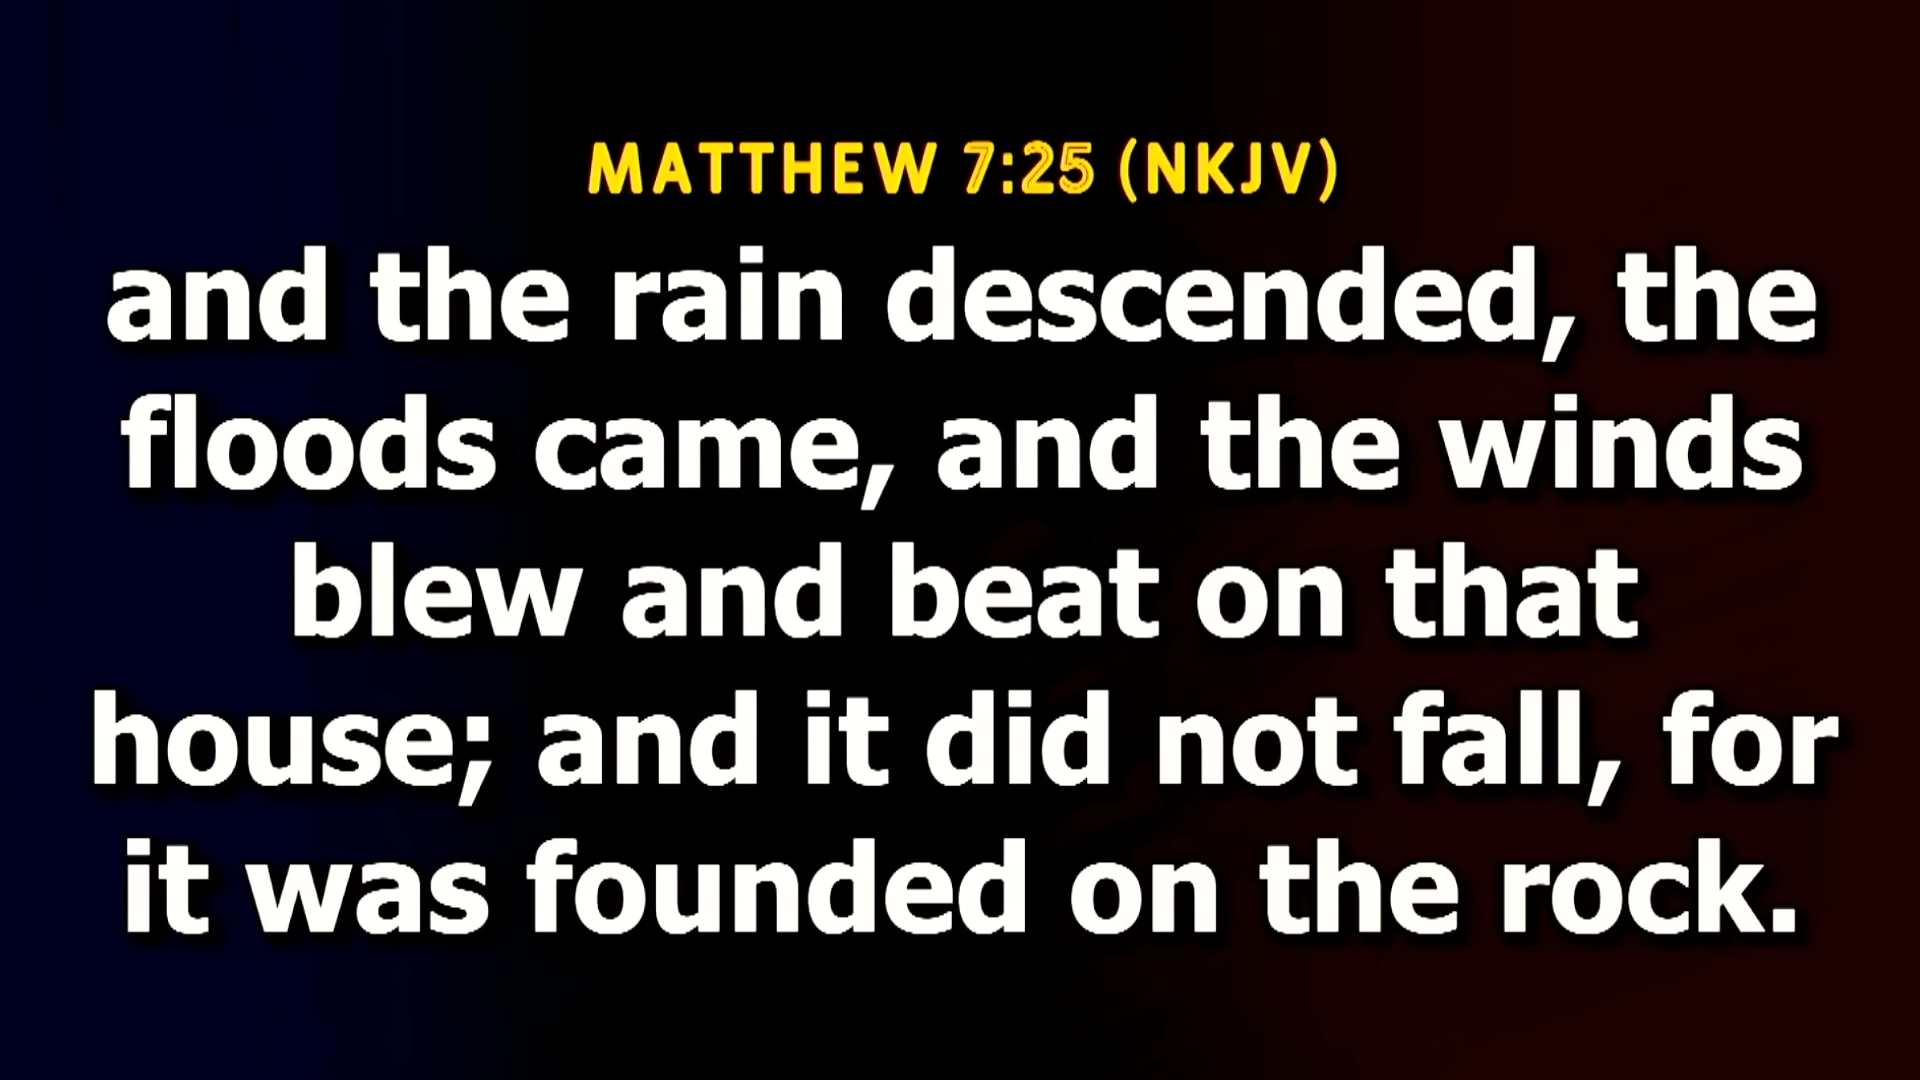 MATTHEW 7:25 (NKJV)
and the rain descended, the
floods came, and the winds
blew and beat on that
house; and it did not fall, for
it was founded on the rock.